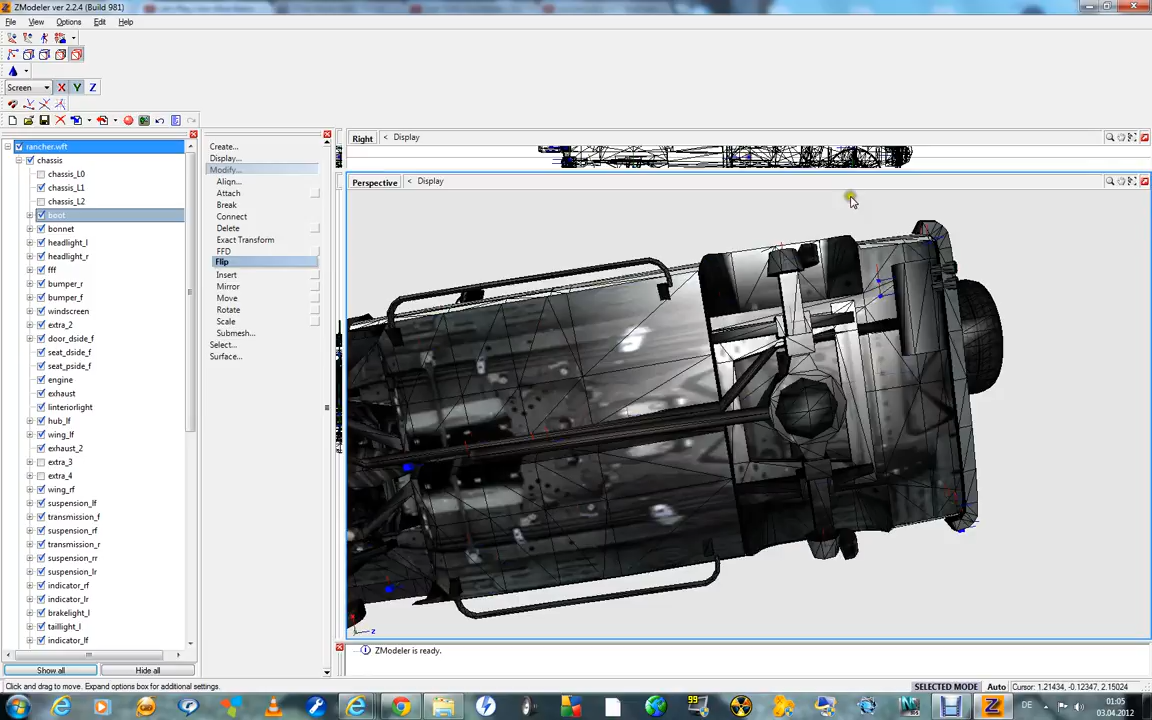 ZModeler ver 2.2.4 (Build 981)
File View Options Edit Help
Screen X Y Z
rancher.wft
chassis
chassis_L0
chassis_L1
chassis_L2
boot
bonnet
headlight_l
headlight_r
fff
bumper_r
bumper_f
windscreen
extra_2
door_dside_f
seat_dside_f
seat_pside_f
engine
exhaust
linteriorlight
hub_lf
wing_lf
exhaust_2
extra_3
extra_4
wing_rf
suspension_lf
transmission_f
suspension_rf
transmission_r
suspension_rr
suspension_lr
indicator_rf
indicator_lr
brakelight_l
taillight_l
indicator_lf
Show all Hide all
Create...
Display...
Modify...
Align...
Attach
Break
Connect
Delete
Exact Transform
FFD
Flip
Insert
Mirror
Move
Rotate
Scale
Submesh...
Select...
Surface...
Right < Display
Perspective < Display
z
ZModeler is ready.
Click and drag to move. Expand options box for additional settings.
SELECTED MODE Auto Cursor: 1.21434, -0.12347, 2.15024
99
DE
01:05
03.04.2012